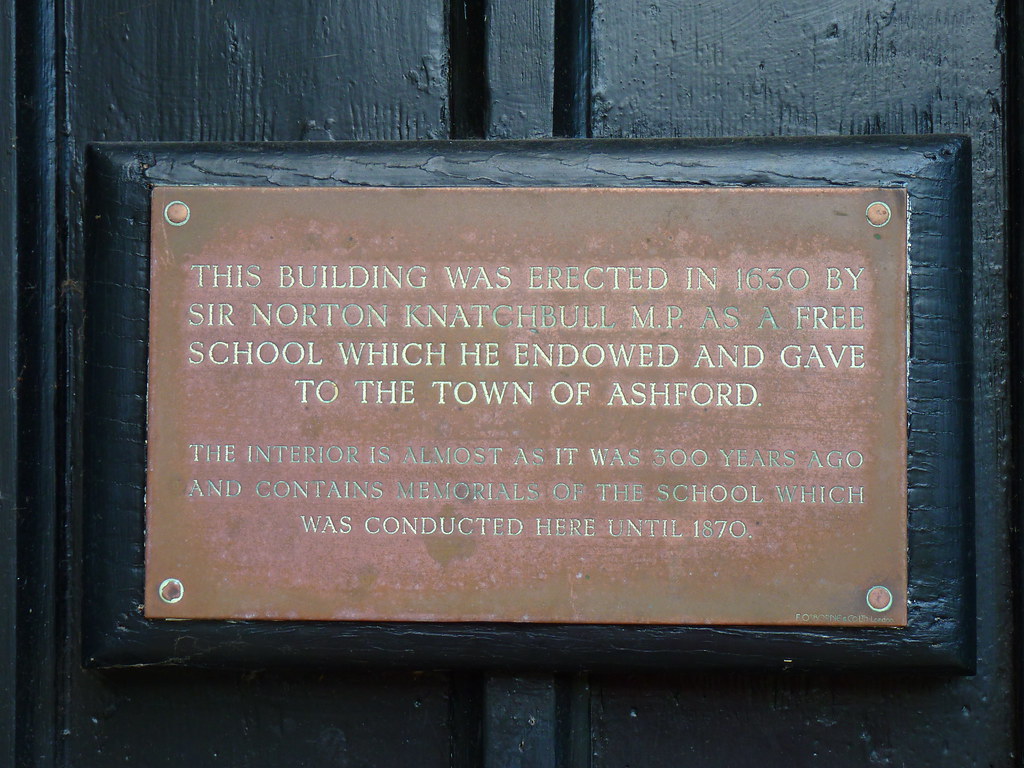 THIS BUILDING WAS ERECTED IN 1630 BY
SIR NORTON KNATCHBULL M.P. AS A FREE
SCHOOL WHICH HE ENDOWED AND GAVE
TO THE TOWN OF ASHFORD.
THE INTERIOR IS ALMOST AS IT WAS 300 YEARS AGO
AND CONTAINS MEMORIALS OF THE SCHOOL WHICH
WAS CONDUCTED HERE UNTIL 1870.